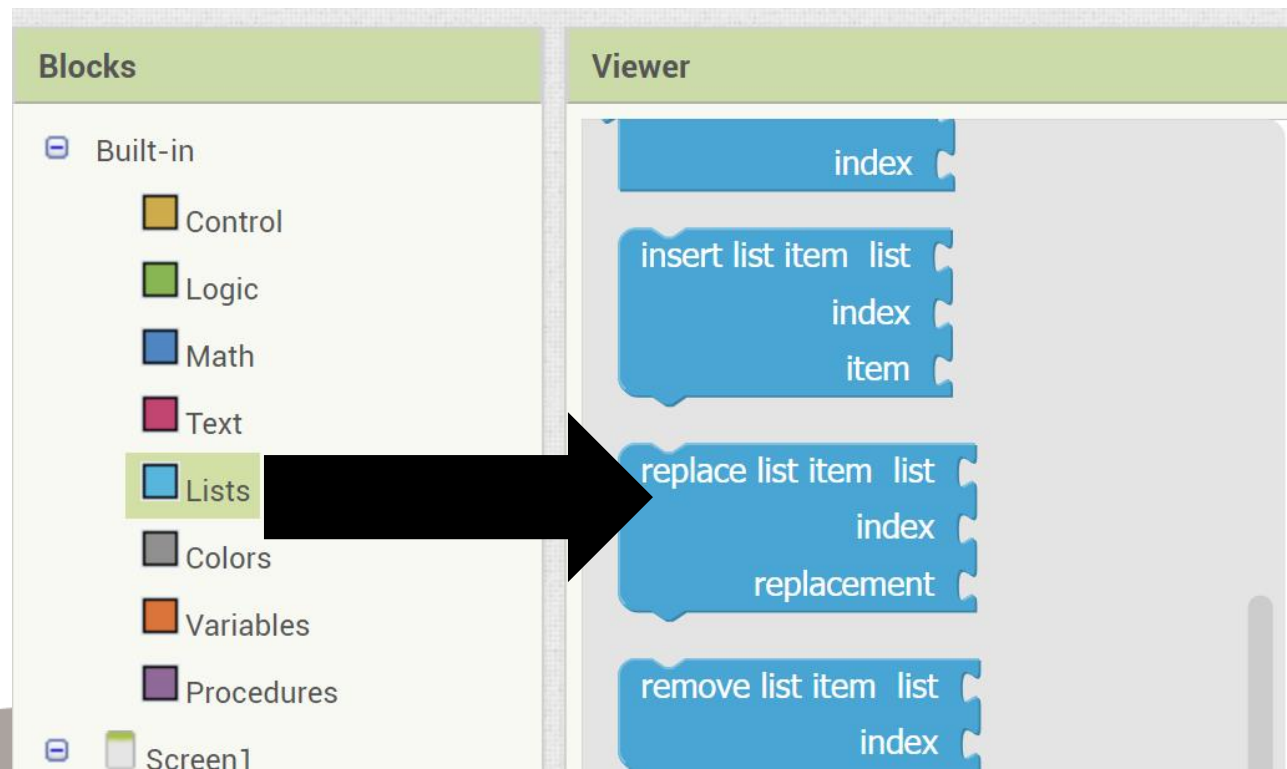 Blocks
Built-in
Control
Logic
Math
Text
Lists
Colors
Variables
Procedures
Screen1
Viewer
index
insert list item list
index
item
replace list item list
index
replacement
remove list item list
index